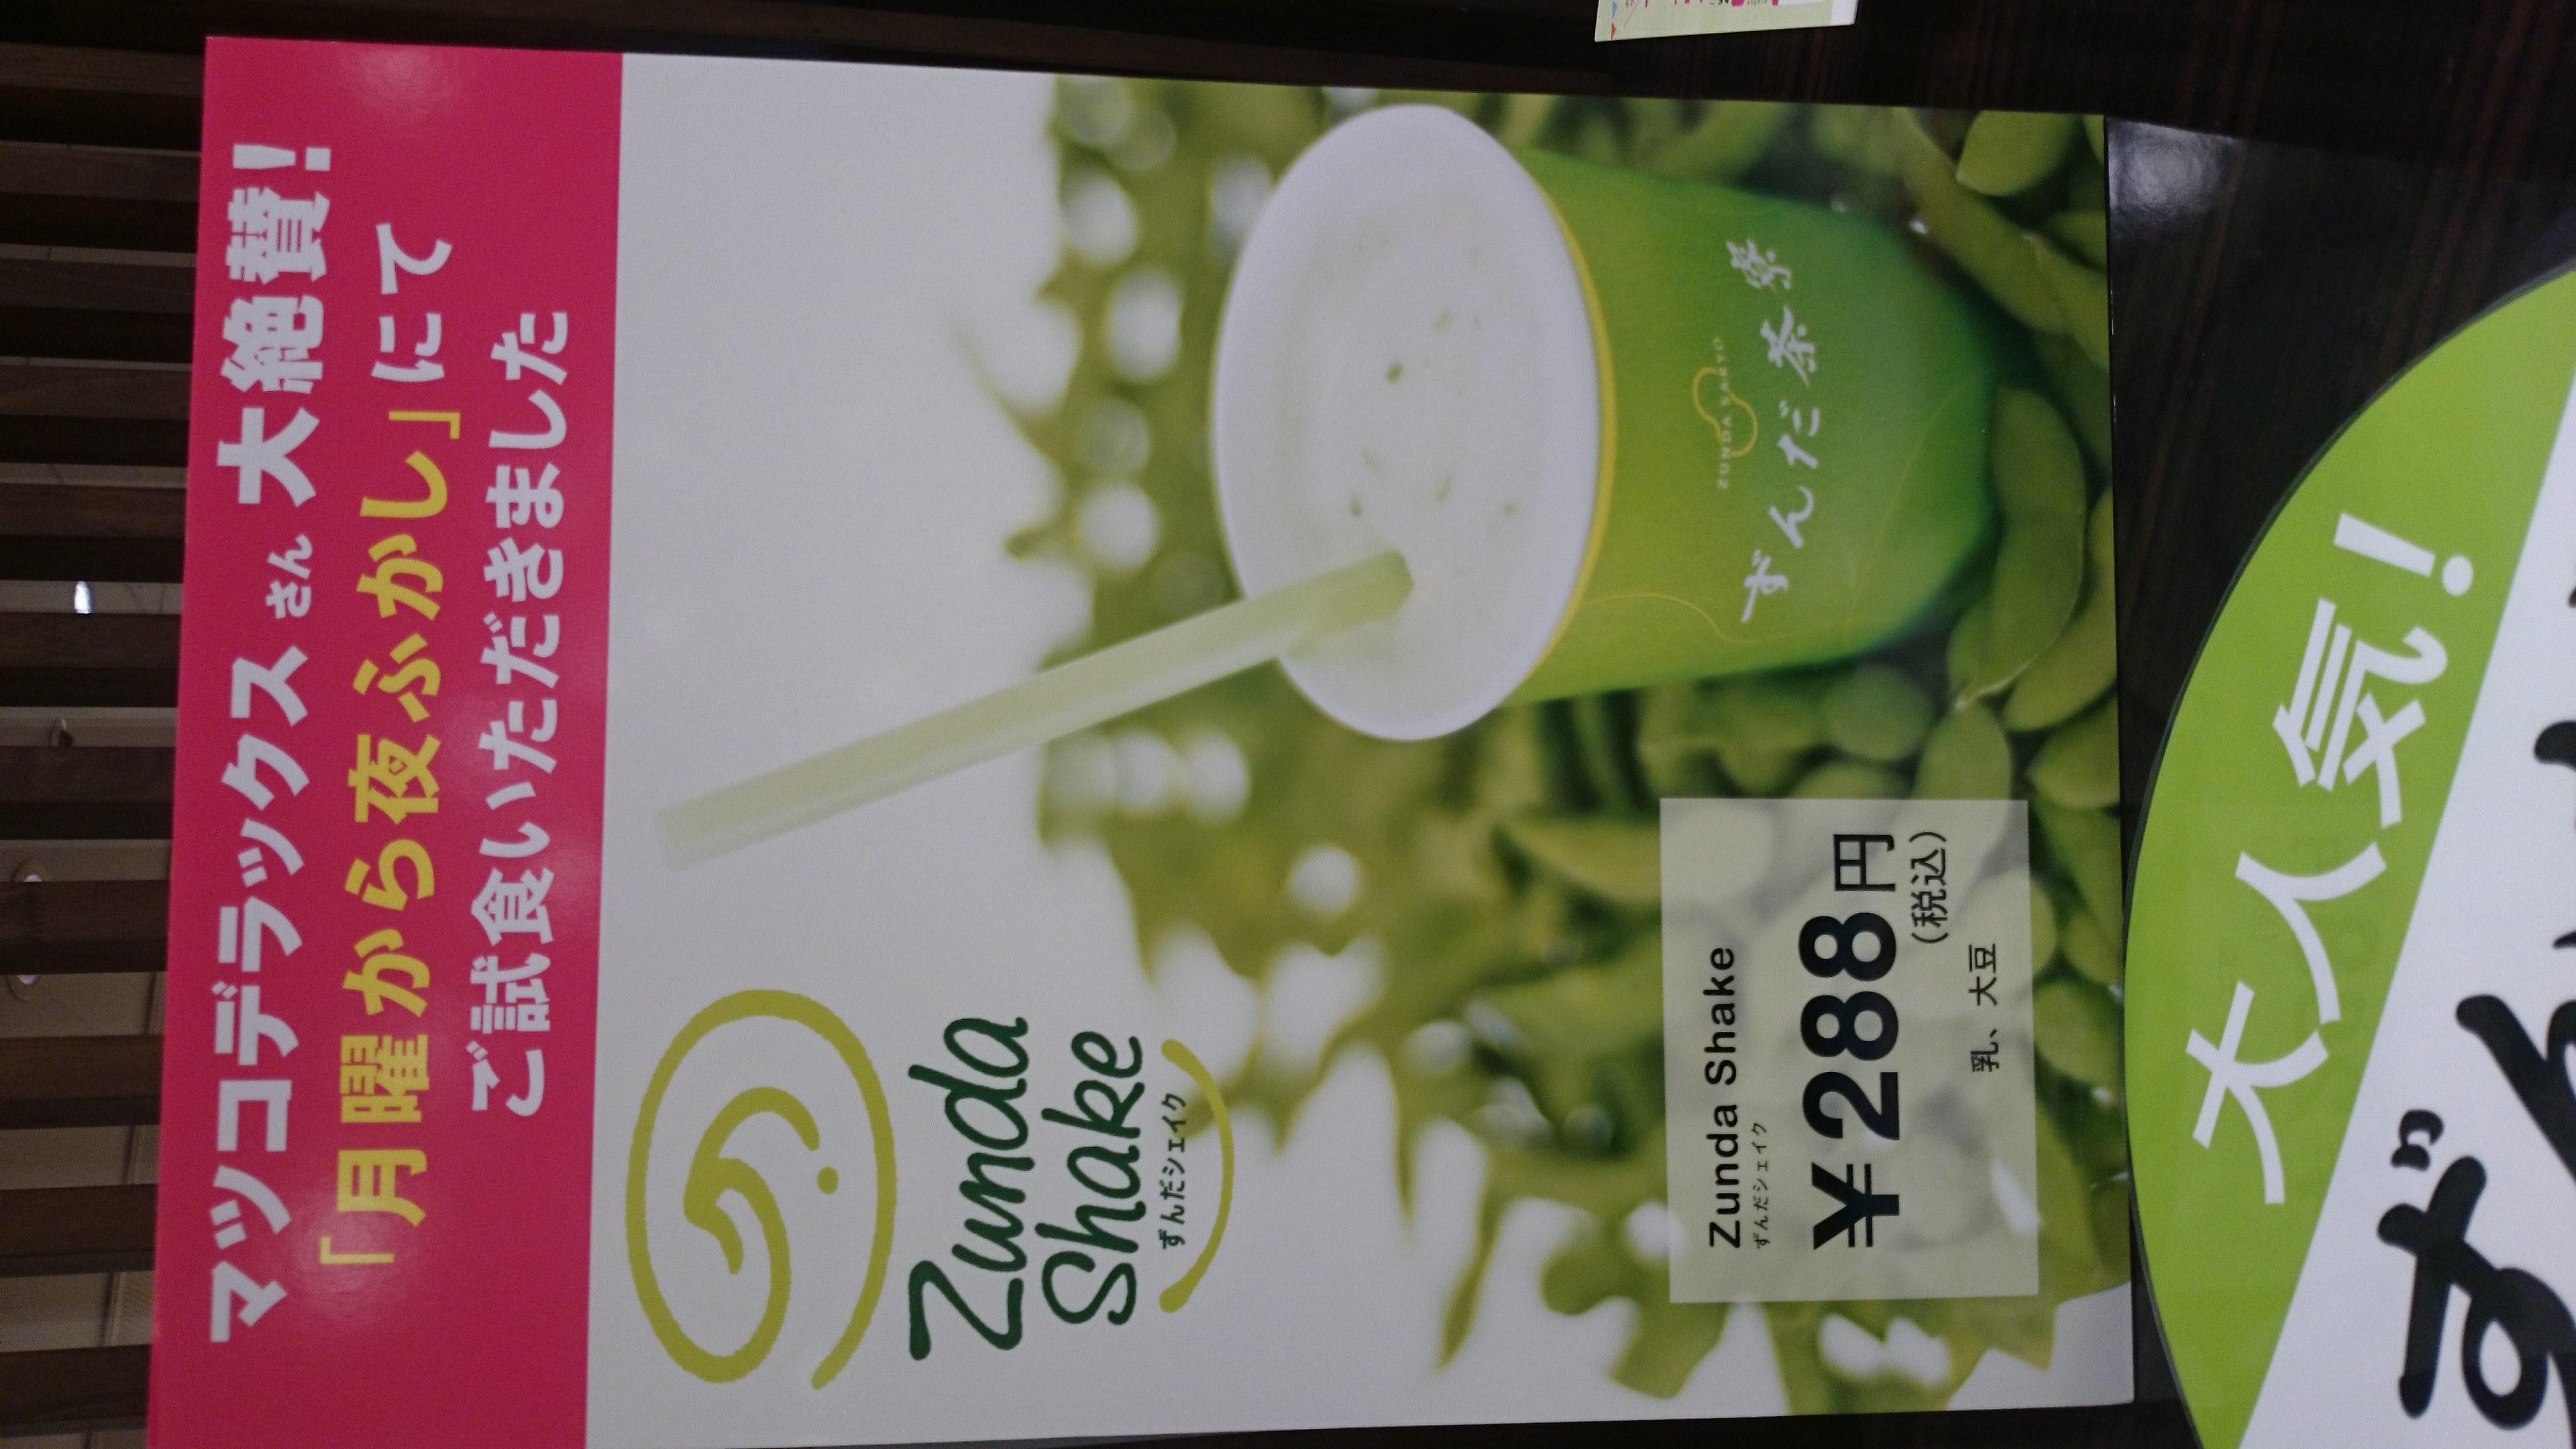 マツコデラックスさん 大絶賛!
「月曜から夜ふかし」にて
ご試食いただきました
Zunda
Shake
ずんだシェイク
ZUNDA SARYO
ずんだ茶寮
Zunda Shake
ずんだシェイク
¥288円
(税込)
乳、大豆
大人気!
ずん